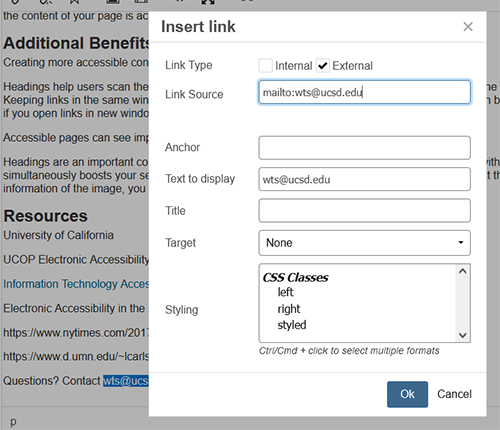 the content of your page is ac
Insert link
Additional Benefits
Creating more accessible con
Headings help users scan the
Keeping links in the same win
if you open links in new windo
Accessible pages can see imp
Headings are an important co
simultaneously boosts your se
information of the image, you
Resources
University of California
UCOP Electronic Accessibility
Information Technology Acces
Electronic Accessibility in the
https://www.nytimes.com/2017
https://www.d.umn.edu/~lcarls
Questions? Contact wts@ucs
p
Link Type
Internal
External
Link Source
mailto:wts@ucsd.edu
Anchor
Text to display
wts@ucsd.edu
Title
Target
None
Styling
CSS Classes
left
right
styled
Ctrl/Cmd + click to select multiple formats
Ok
Cancel